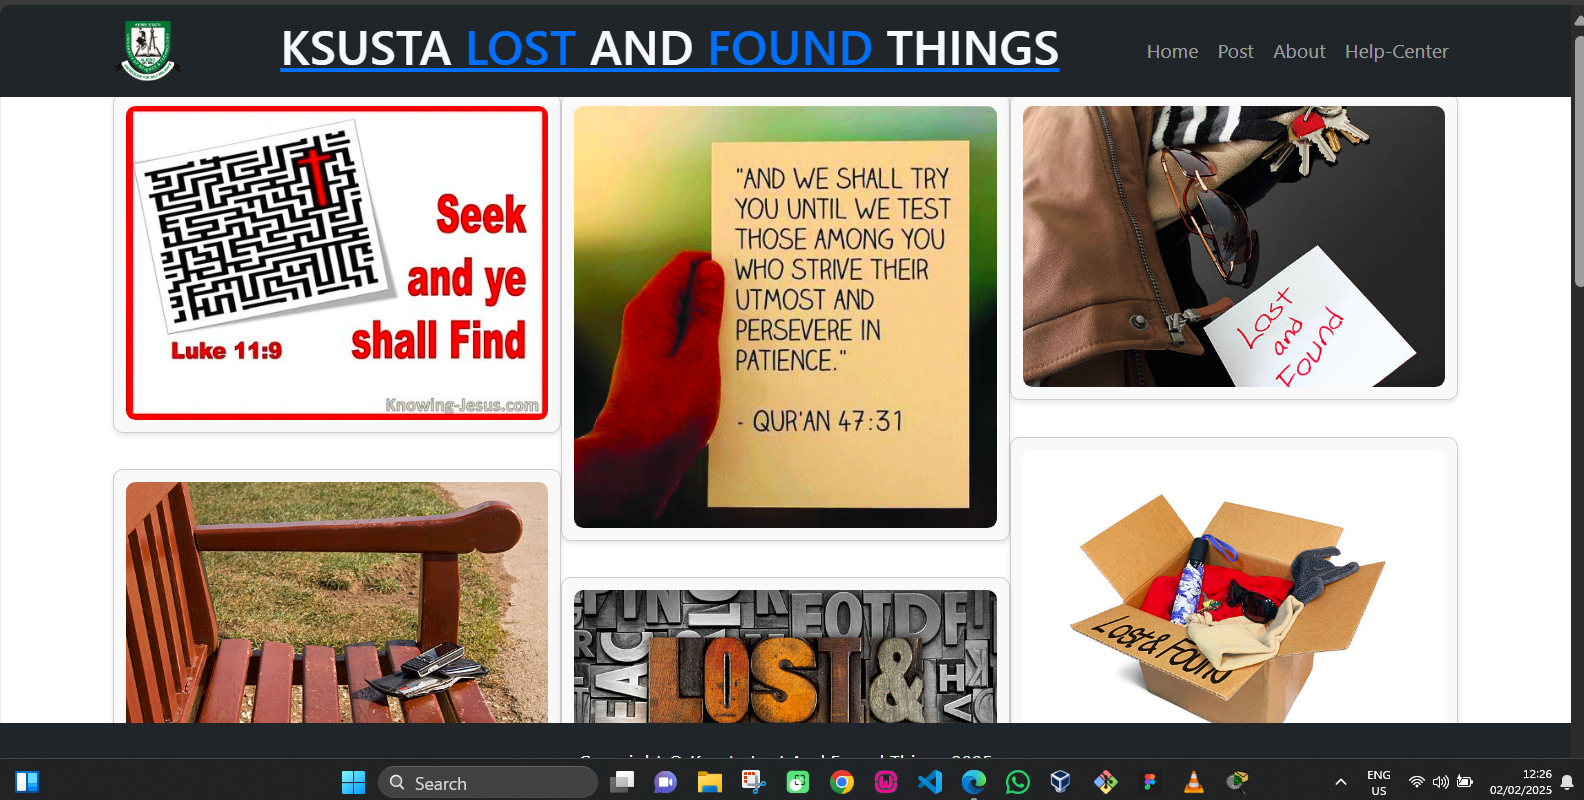 KSUSTA LOST AND FOUND THINGS
Home Post About Help-Center
Seek
and ye
shall Find
Luke 11:9
Knowing-Jesus.com
"AND WE SHALL TRY
YOU UNTIL WE TEST
THOSE AMONG YOU
WHO STRIVE THEIR
UTMOST AND
PERSEVERE IN
PATIENCE."
- QUR'AN 47:31
Lost
and
Found
LOST &
Lost & Found
Search
ENG
US
12:26
02/02/2025